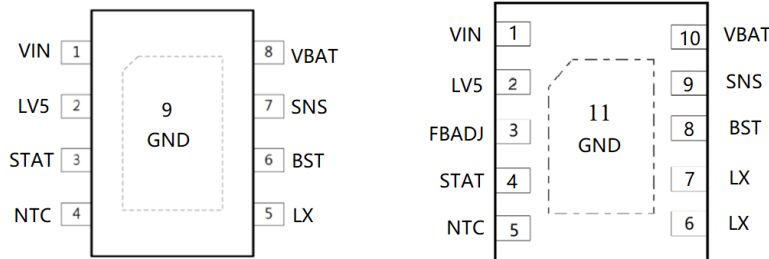 VIN 1 8 VBAT
LV5 2 9 7 SNS
GND
STAT 3 6 BST
NTC 4 5 LX
VIN 1 10 VBAT
LV5 2 9 SNS
11
FBADJ 3 8 BST
GND
STAT 4 7 LX
NTC 5 6 LX